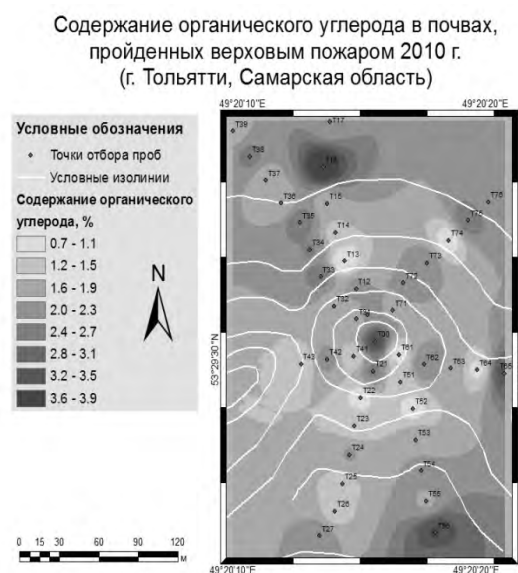 Содержание органического углерода в почвах,
пройденных верховым пожаром 2010 г.
(г. Тольятти, Самарская область)
Условные обозначения
Точки отбора проб
Условные изолинии
Содержание органического
углерода, %
0.7 - 1.1
1.2 - 1.5
1.6 - 1.9
2.0 - 2.3
2.4 - 2.7
2.8 - 3.1
3.2 - 3.5
3.6 - 3.9
N
0 15 30 60 90 120
м
49°20'10"E 49°20'20"E
53°29'30"N
T39
T17
T38
T37
T36
T15
T76
T35
T75
T14
T74
T34
T13
T73
T33
T72
T12
T32
T71
T31
T41
T61
T42
T43
T21
T62
T63
T64
T65
T51
T22
T52
T23
T53
T24
T54
T25
T55
T26
T27
49°20'10"E 49°20'20"E